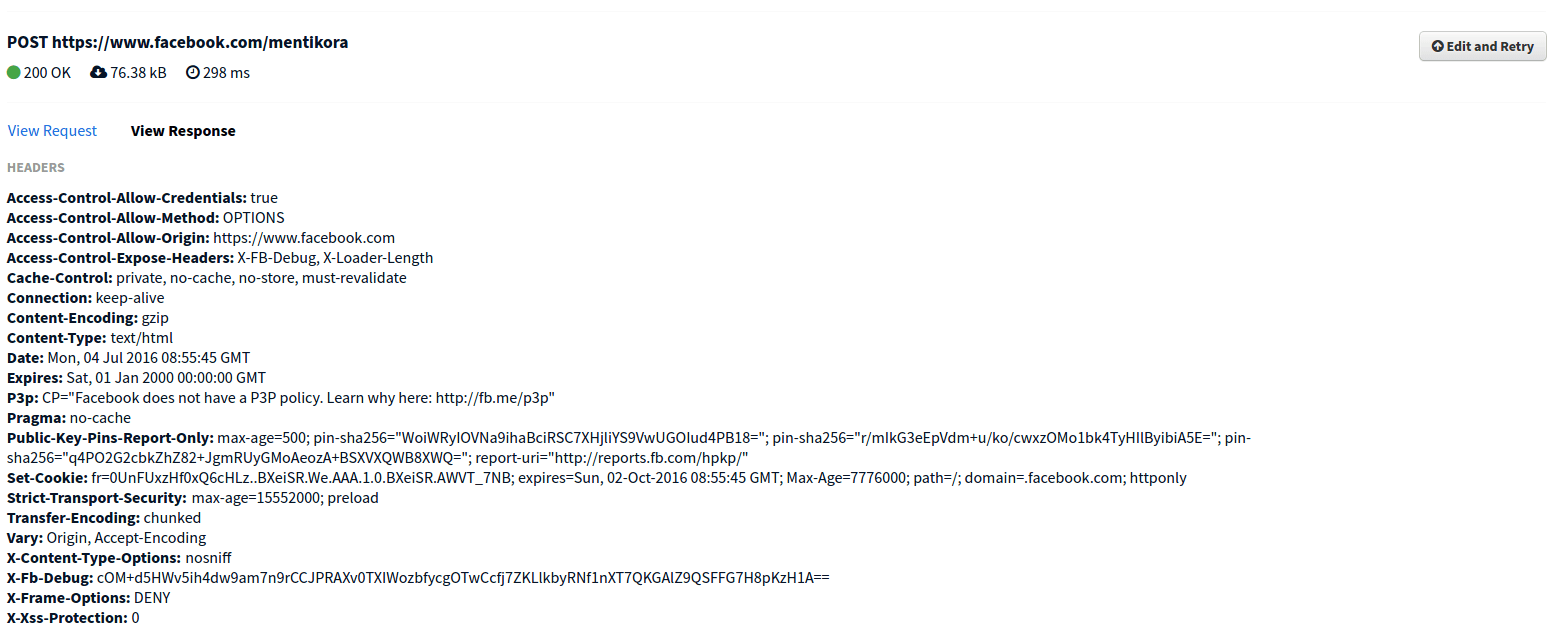 POST https://www.facebook.com/mentikora
Edit and Retry
200 OK 76.38 kB 298 ms
View Request View Response
HEADERS
Access-Control-Allow-Credentials: true
Access-Control-Allow-Method: OPTIONS
Access-Control-Allow-Origin: https://www.facebook.com
Access-Control-Expose-Headers: X-FB-Debug, X-Loader-Length
Cache-Control: private, no-cache, no-store, must-revalidate
Connection: keep-alive
Content-Encoding: gzip
Content-Type: text/html
Date: Mon, 04 Jul 2016 08:55:45 GMT
Expires: Sat, 01 Jan 2000 00:00:00 GMT
P3p: CP="Facebook does not have a P3P policy. Learn why here: http://fb.me/p3p"
Pragma: no-cache
Public-Key-Pins-Report-Only: max-age=500; pin-sha256="WoiWRyIOVNa9ihaBciRSC7XHjliYS9VwUGOIud4PB18="; pin-sha256="r/mIkG3eEpVdm+u/ko/cwxzOMo1bk4TyHIlByibiA5E="; pin-
sha256="q4PO2G2cbkZhZ82+JgmRUyGMoAeozA+BSXVXQWB8XWQ="; report-uri="http://reports.fb.com/hpkp/"
Set-Cookie: fr=0UnFUxzHf0xQ6cHLz..BXeiSR.We.AAA.1.0.BXeiSR.AWVT_7NB; expires=Sun, 02-Oct-2016 08:55:45 GMT; Max-Age=7776000; path=/; domain=.facebook.com; httponly
Strict-Transport-Security: max-age=15552000; preload
Transfer-Encoding: chunked
Vary: Origin, Accept-Encoding
X-Content-Type-Options: nosniff
X-Fb-Debug: cOM+d5HWv5ih4dw9am7n9rCCJPRAXv0TXIWozbfycgOTwCcfj7ZKLlkbyRNf1nXT7QKGAlZ9QSFFG7H8pKzH1A==
X-Frame-Options: DENY
X-Xss-Protection: 0